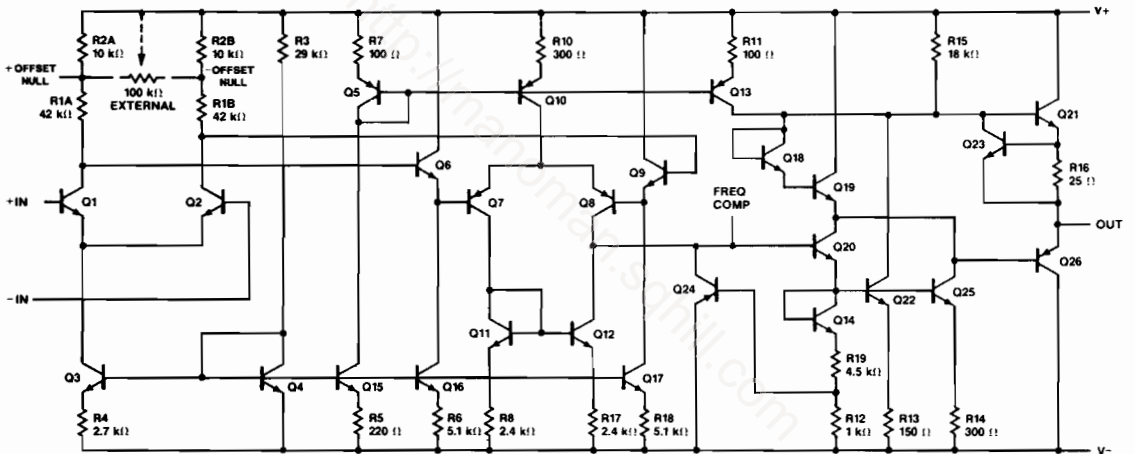 V+
R2A
10 kΩ
R2B
10 kΩ
R3
29 kΩ
R7
100 Ω
R10
300 Ω
R11
100 Ω
R15
18 kΩ
+OFFSET
NULL
-OFFSET
NULL
100 kΩ
EXTERNAL
R1A
42 kΩ
R1B
42 kΩ
Q5
Q10
Q13
Q21
Q23
Q18
R16
25 Ω
Q6
Q9
Q19
+IN
Q1
Q2
Q7
Q8
FREQ
COMP
OUT
Q20
Q26
-IN
Q24
Q22
Q25
Q14
Q11
Q12
R19
4.5 kΩ
Q3
Q4
Q15
Q16
Q17
R4
2.7 kΩ
R5
220 Ω
R6
5.1 kΩ
R8
2.4 kΩ
R17
2.4 kΩ
R18
5.1 kΩ
R12
1 kΩ
R13
150 Ω
R14
300 Ω
V-
http://manoman.sqhill.com